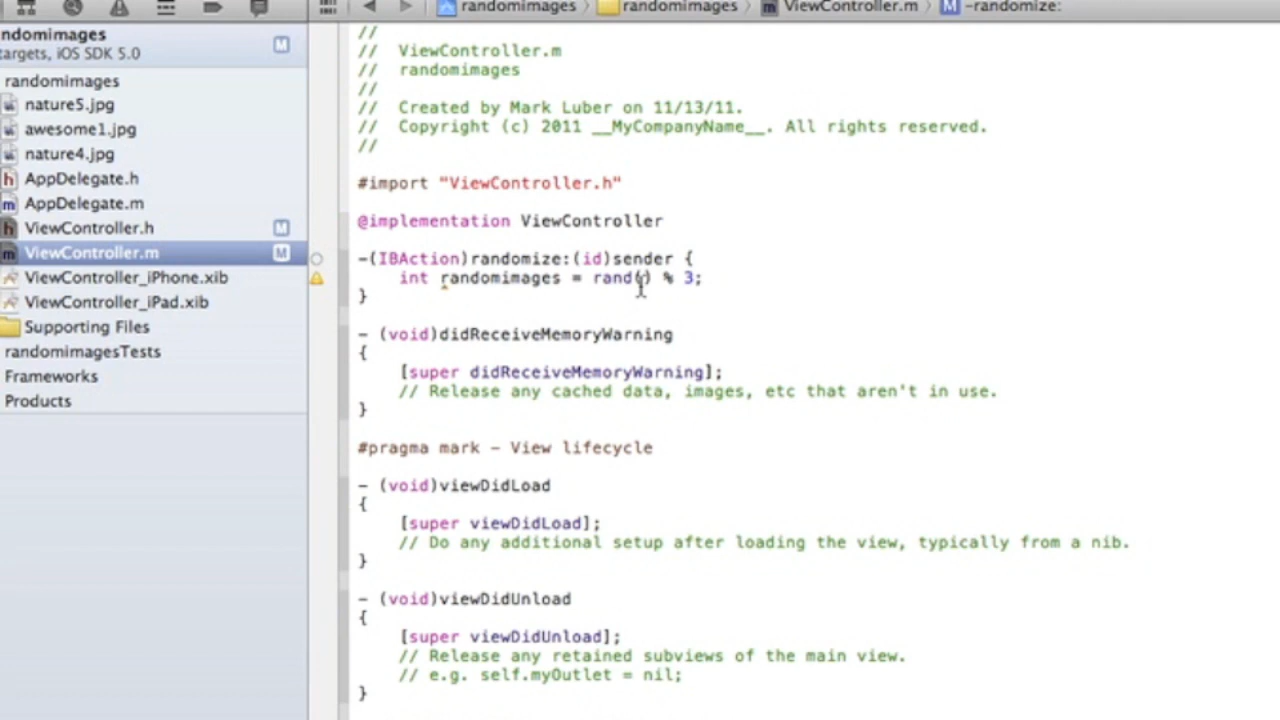 randomimages
randomimages
ViewController.m
-randomize:
ndomimages
M
targets, iOS SDK 5.0
randomimages
nature5.jpg
awesome1.jpg
nature4.jpg
AppDelegate.h
AppDelegate.m
ViewController.h
M
ViewController.m
M
ViewController_iPhone.xib
ViewController_iPad.xib
Supporting Files
randomimagesTests
Frameworks
Products
//
//  ViewController.m
//  randomimages
//
//  Created by Mark Luber on 11/13/11.
//  Copyright (c) 2011 __MyCompanyName__. All rights reserved.
//
#import "ViewController.h"
@implementation ViewController
-(IBAction)randomize:(id)sender {
    int randomimages = rand() % 3;
}
- (void)didReceiveMemoryWarning
{
    [super didReceiveMemoryWarning];
    // Release any cached data, images, etc that aren't in use.
}
#pragma mark - View lifecycle
- (void)viewDidLoad
{
    [super viewDidLoad];
    // Do any additional setup after loading the view, typically from a nib.
}
- (void)viewDidUnload
{
    [super viewDidUnload];
    // Release any retained subviews of the main view.
    // e.g. self.myOutlet = nil;
}